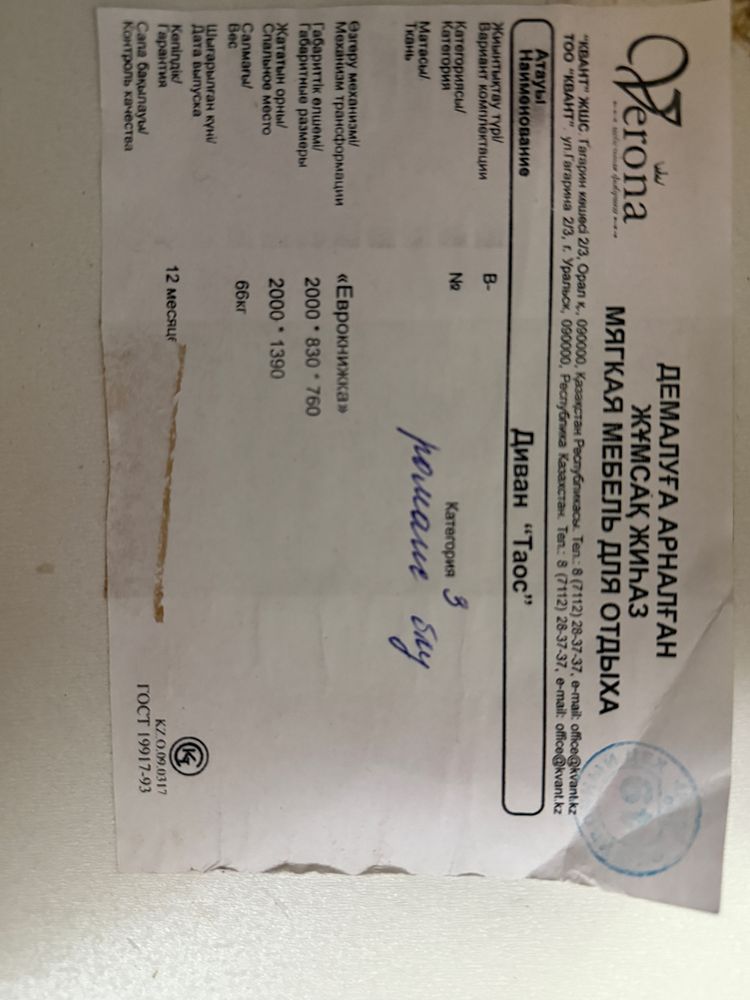 Verona
ДЕМАЛУҒА АРНАЛҒАН
ЖҰМСАҚ ЖИҺАЗ
МЯГКАЯ МЕБЕЛЬ ДЛЯ ОТДЫХА
"КВАНТ" ЖШС Гагарин көшесі 2/3, Орал қ., 090000, Қазақстан Республикасы. Тел.: 8 (7112) 28-37-37, e-mail: office@kvant.kz
ТОО "КВАНТ" ул.Гагарина 2/3, г. Уральск, 090000, Республика Казахстан. Тел.: 8 (7112) 28-37-37, e-mail: office@kvant.kz
Атауы
Наименование Диван "Таос"
Жиынтықтау түрі/
Вариант комплектации В-
Категориясы/
Категория № Категория 3
Матасы/
Ткань
Өзгеру механизмі/
Механизм трансформации «Еврокнижка»
Габариттік өлшемі/
Габаритные размеры 2000 * 830 * 760
Жататын орны/
Спальное место 2000 * 1390
Салмағы/
Вес 66кг
Шығарылған күні/
Дата выпуска
Кепілдік/
Гарантия 12 месяце
Сапа бақылауы/
Контроль качества
KZ.O.09.0317
ГОСТ 19917-93